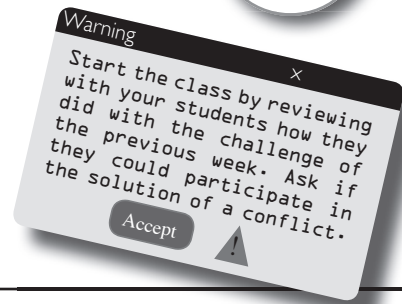 Warning
x
Start the class by reviewing
with your students how they
did with the challenge of
the previous week. Ask if
they could participate in
the solution of a conflict.
Accept
!